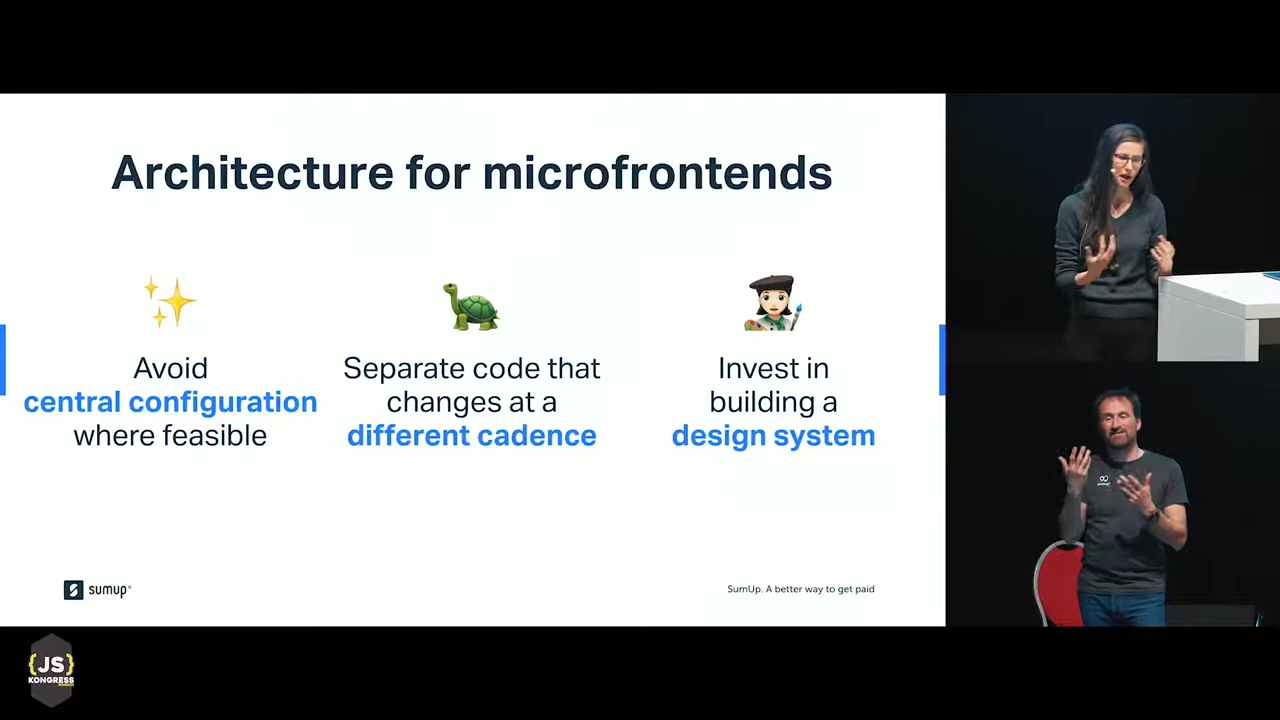 Architecture for microfrontends
Avoid
central configuration
where feasible
Separate code that
changes at a
different cadence
Invest in
building a
design system
sumup®
SumUp. A better way to get paid
{JS}
KONGRESS